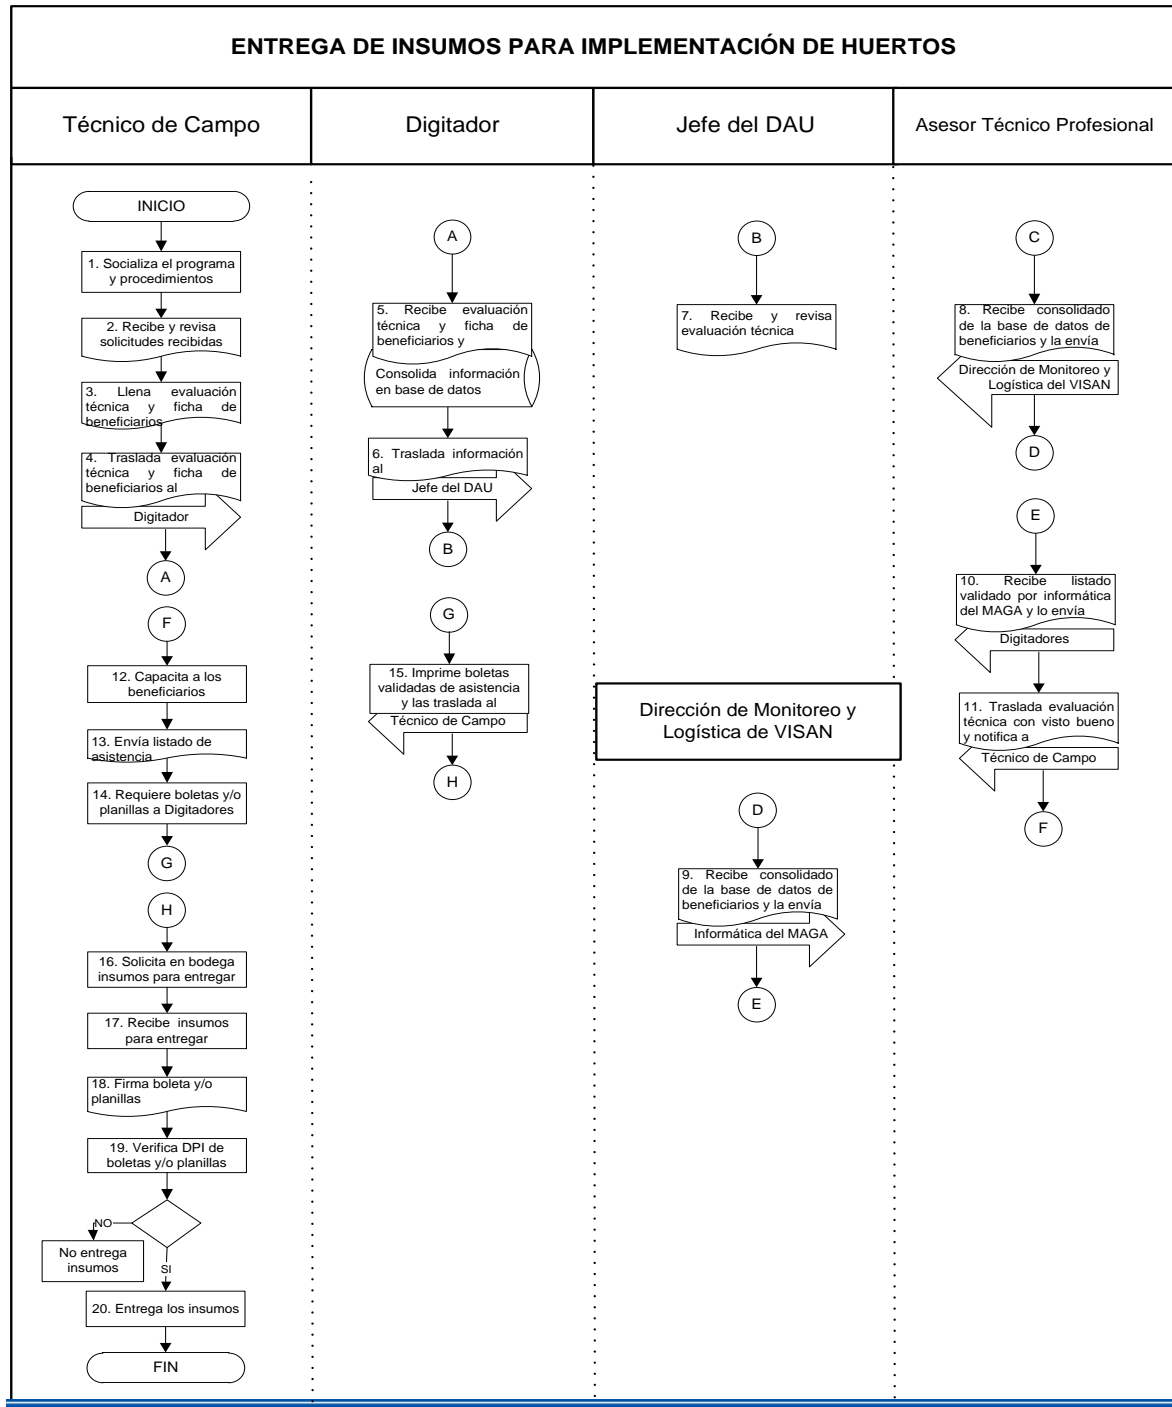 ENTREGA DE INSUMOS PARA IMPLEMENTACIÓN DE HUERTOS
Técnico de Campo
Digitador
Jefe del DAU
Asesor Técnico Profesional
INICIO
1. Socializa el programa
y procedimientos
2. Recibe y revisa
solicitudes recibidas
3. Llena evaluación
técnica y ficha de
beneficiarios
4. Traslada evaluación
técnica y ficha de
beneficiarios al
Digitador
A
F
12. Capacita a los
beneficiarios
13. Envía listado de
asistencia
14. Requiere boletas y/o
planillas a Digitadores
G
H
16. Solicita en bodega
insumos para entregar
17. Recibe insumos
para entregar
18. Firma boleta y/o
planillas
19. Verifica DPI de
boletas y/o planillas
NO
No entrega
insumos
SI
20. Entrega los insumos
FIN
A
5. Recibe evaluación
técnica y ficha de
beneficiarios y
Consolida información
en base de datos
6. Traslada información
al
Jefe del DAU
B
G
15. Imprime boletas
validadas de asistencia
y las traslada al
Técnico de Campo
H
B
7. Recibe y revisa
evaluación técnica
Dirección de Monitoreo y
Logística de VISAN
D
9. Recibe consolidado
de la base de datos de
beneficiarios y la envía
Informática del MAGA
E
C
8. Recibe consolidado
de la base de datos de
beneficiarios y la envía
Dirección de Monitoreo y
Logística del VISAN
D
E
10. Recibe listado
validado por informática
del MAGA y lo envía
Digitadores
11. Traslada evaluación
técnica con visto bueno
y notifica a
Técnico de Campo
F